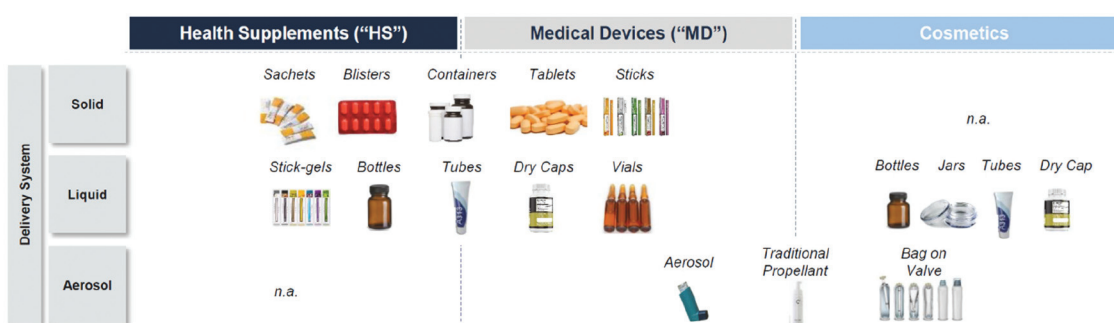 Health Supplements (“HS”)
Medical Devices (“MD”)
Cosmetics
Delivery System
Solid
Sachets
Blisters
Containers
Tablets
Sticks
n.a.
Liquid
Stick-gels
Bottles
Tubes
Dry Caps
Vials
Bottles
Jars
Tubes
Dry Cap
Aerosol
n.a.
Aerosol
Traditional
Propellant
Bag on
Valve